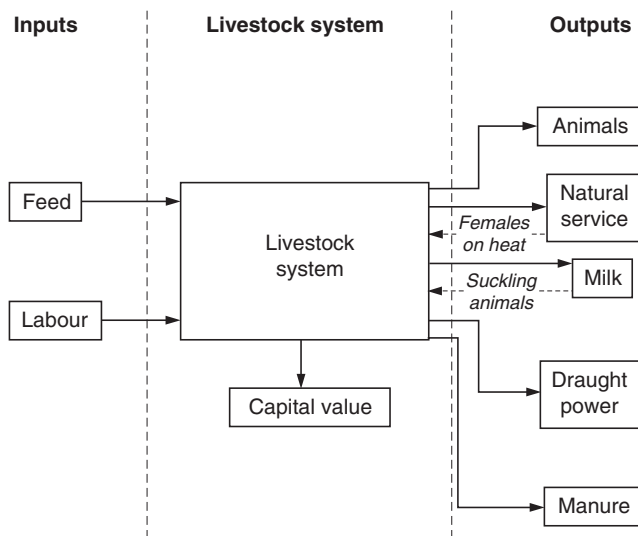 Inputs
Livestock system
Outputs
Animals
Feed
Natural
service
Females
on heat
Livestock
system
Suckling
animals
Milk
Labour
Capital value
Draught
power
Manure